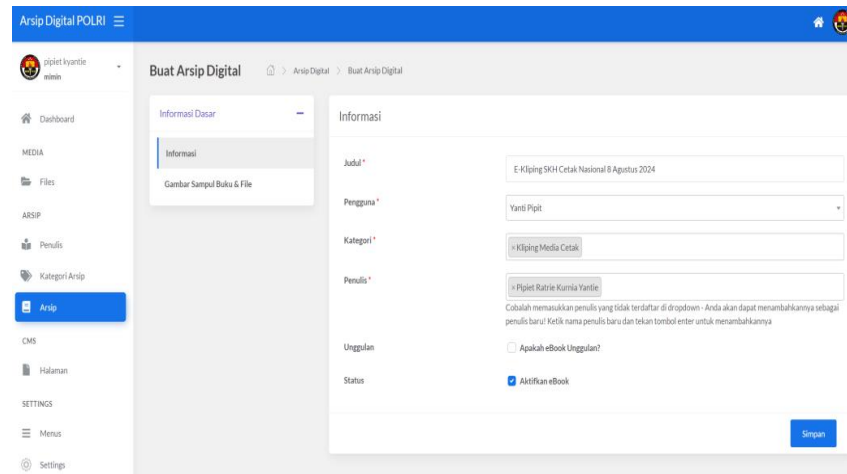 Arsip Digital POLRI
pipiet kyantie
mimin
Dashboard
MEDIA
Files
ARSIP
Penulis
Kategori Arsip
Arsip
CMS
Halaman
SETTINGS
Menus
Settings
Buat Arsip Digital
Arsip Digital > Buat Arsip Digital
Informasi Dasar
Informasi
Gambar Sampul Buku & File
Informasi
Judul *
E-Kliping SKH Cetak Nasional 8 Agustus 2024
Pengguna *
Yanti Pipit
Kategori *
× Kliping Media Cetak
Penulis *
× Pipiet Ratrie Kurnia Yantie
Cobalah memasukkan penulis yang tidak terdaftar di dropdown - Anda akan dapat menambahkannya sebagai
penulis baru! Ketik nama penulis baru dan tekan tombol enter untuk menambahkannya
Unggulan
Apakah eBook Unggulan?
Status
Aktifkan eBook
Simpan